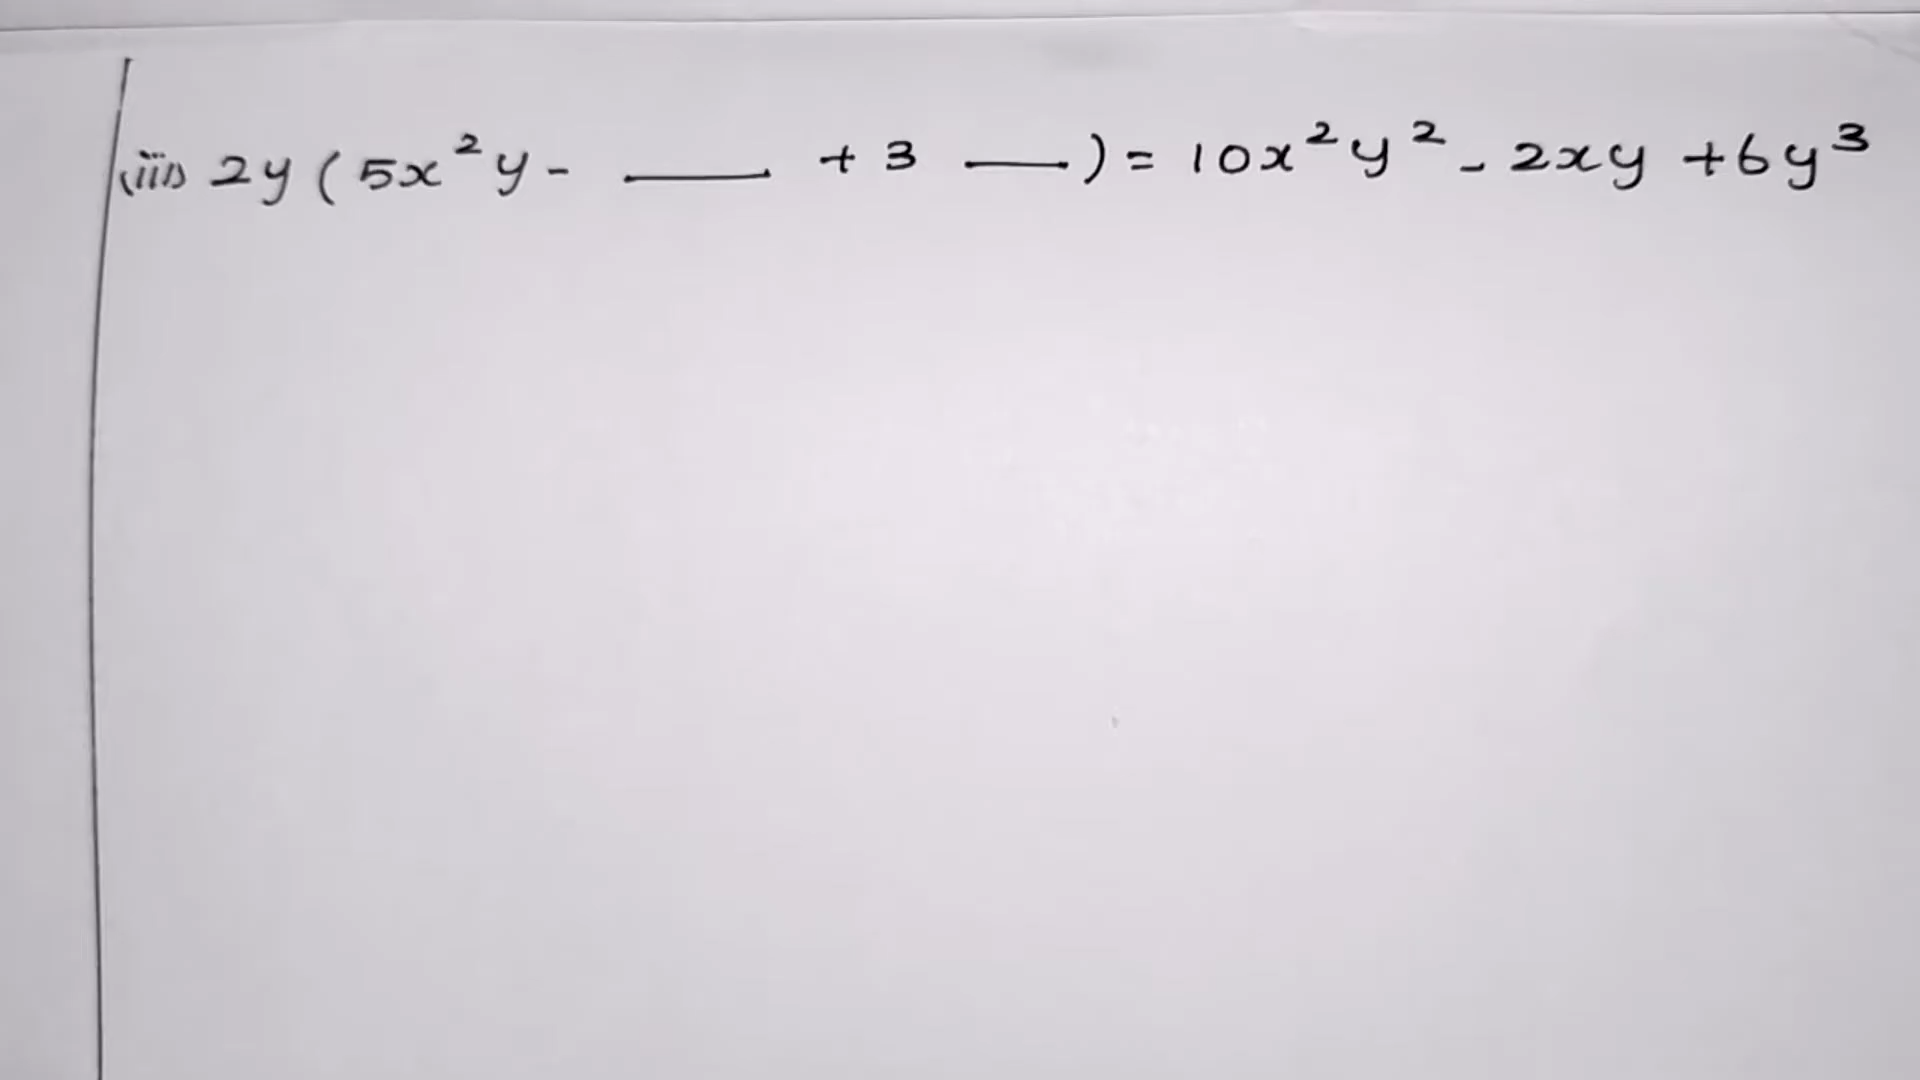 (iii) 2y ( 5x²y - ____ + 3 ____ ) = 10x²y² - 2xy + 6y³